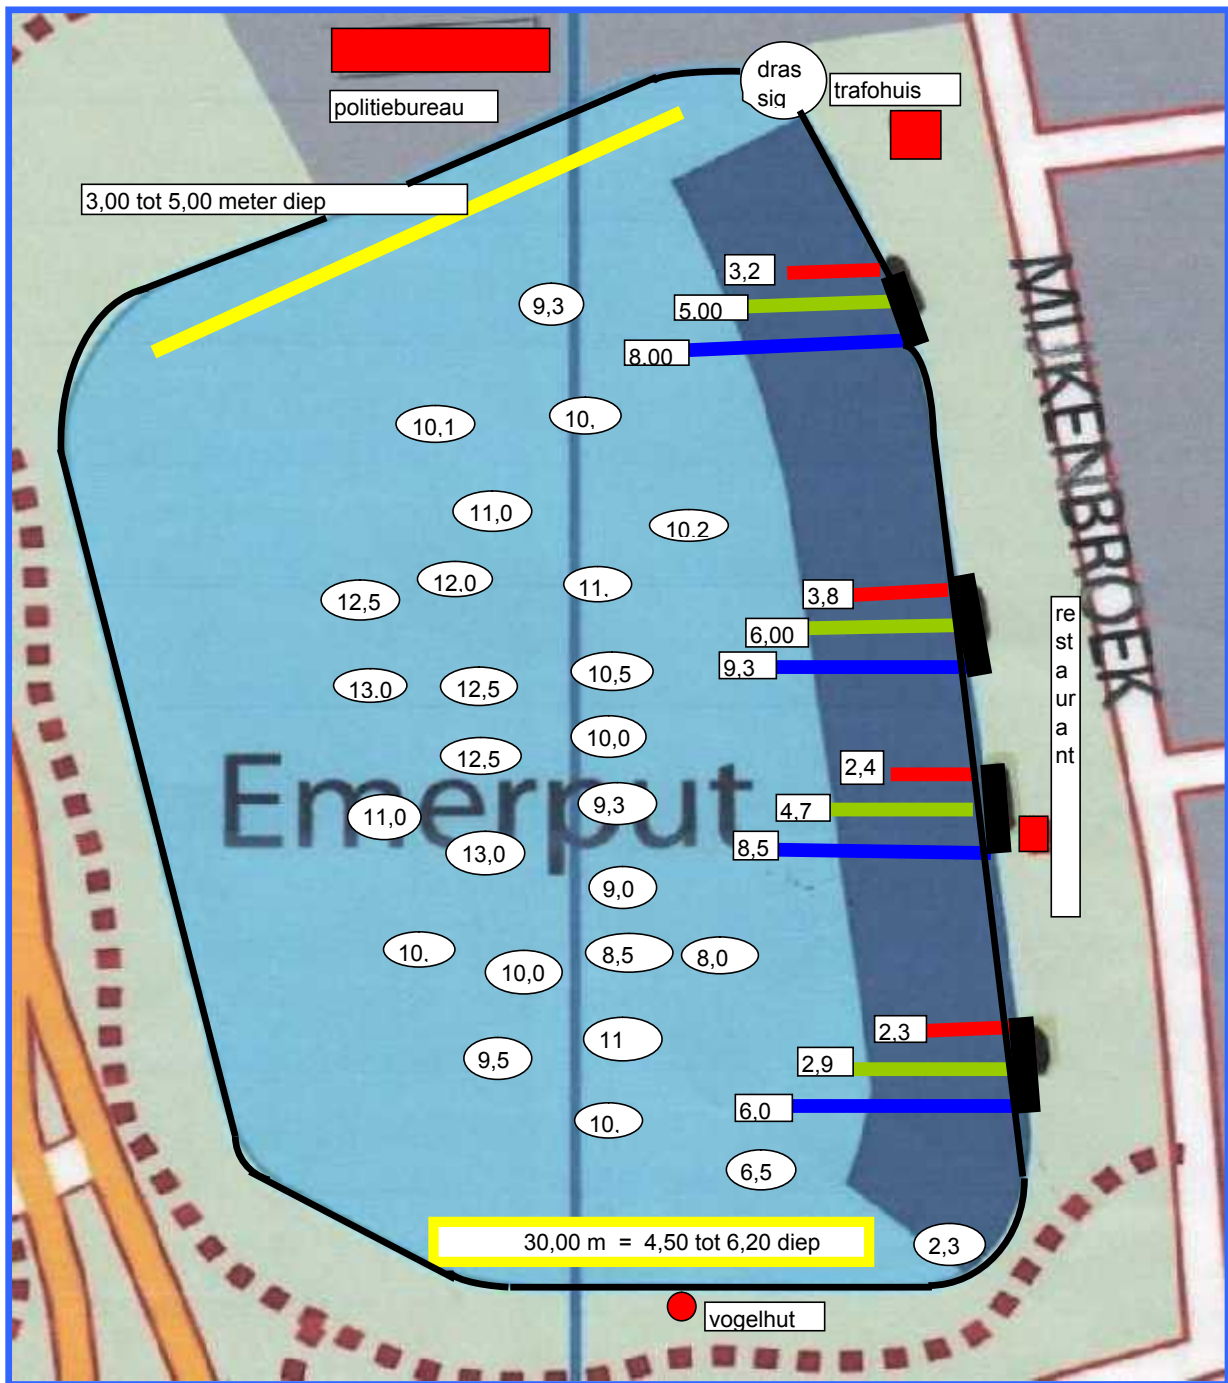 politiebureau
dras
sig
trafohuis
3,00 tot 5,00 meter diep
3,2
9,3
5.00
8.00
MIJKENBROEK
10,1
10,
11,0
10.2
12,5
12,0
11,
3,8
6,00
9,3
re
st
a
ur
a
nt
13.0
12,5
10,5
10,0
12,5
2,4
Emerput
11,0
9,3
4,7
13,0
8,5
9,0
10,
10,0
8,5
8,0
9,5
11
2,3
2,9
10,
6,0
6,5
30,00 m = 4,50 tot 6,20 diep
2,3
vogelhut